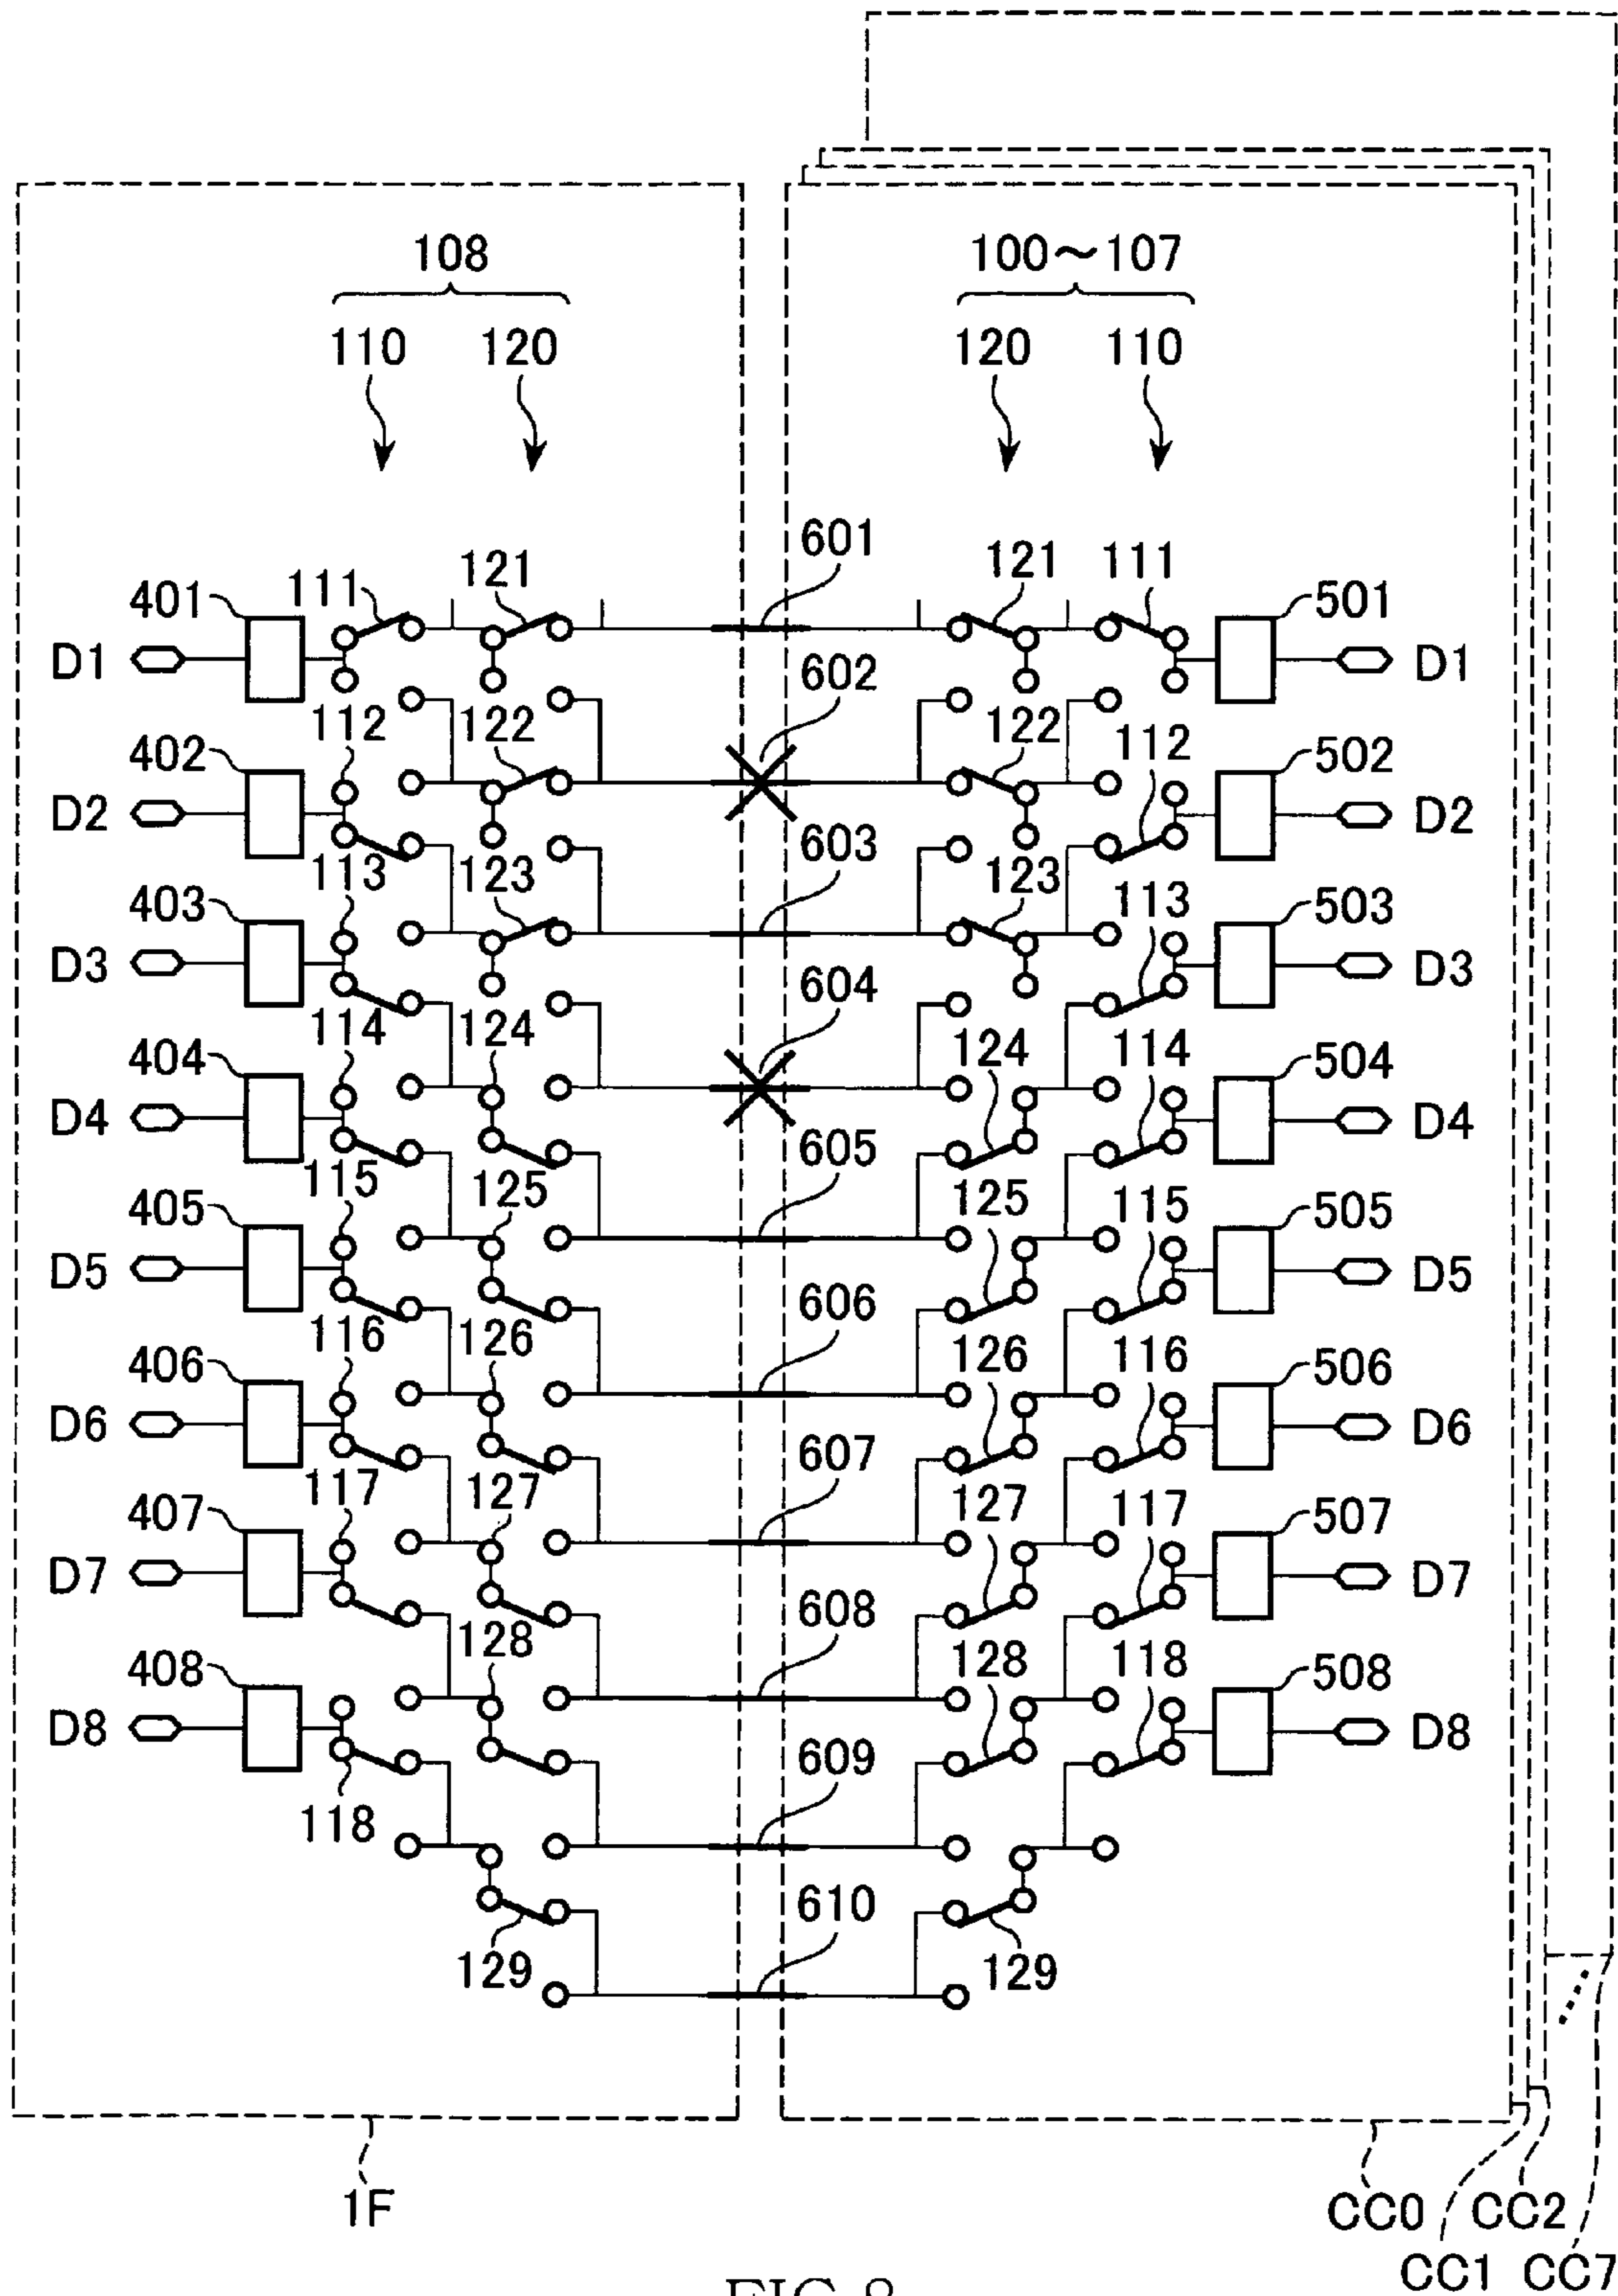 108
100~107
110 120
120 110
601
121 121 111
401 111 501
D1 D1
602
112 122 122 112
402 502
D2 D2
603
113 123 123 113
403 503
D3 D3
604
114 124 124 114
404 504
D4 D4
605
115 125 125 115
405 505
D5 D5
606
116 126 126 116
406 506
D6 D6
607
117 127 127 117
407 507
D7 D7
608
128 128 118
408 508
D8 D8
609
118
610
129 129
1F
CC0 CC2
CC1 CC7
FIG.8